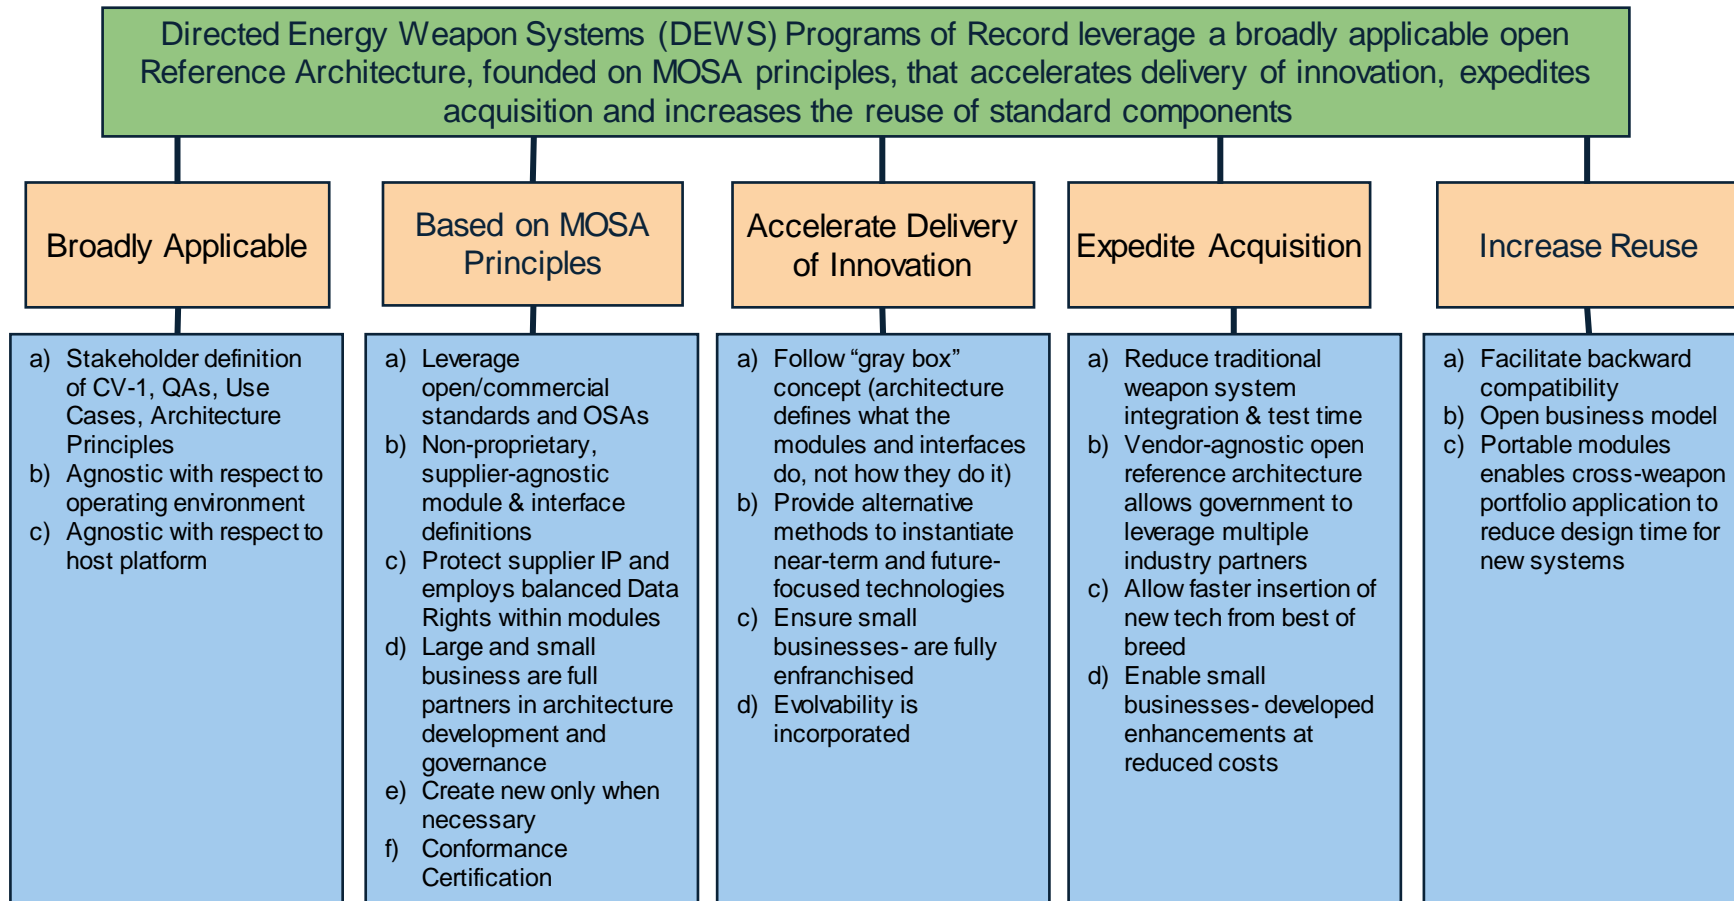 Directed Energy Weapon Systems (DEWS) Programs of Record leverage a broadly applicable open
Reference Architecture, founded on MOSA principles, that accelerates delivery of innovation, expedites
acquisition and increases the reuse of standard components
Broadly Applicable
a) Stakeholder definition
of CV-1, QAs, Use
Cases, Architecture
Principles
b) Agnostic with respect to
operating environment
c) Agnostic with respect to
host platform
Based on MOSA
Principles
a) Leverage
open/commercial
standards and OSAs
b) Non-proprietary,
supplier-agnostic
module & interface
definitions
c) Protect supplier IP and
employs balanced Data
Rights within modules
d) Large and small
business are full
partners in architecture
development and
governance
e) Create new only when
necessary
f) Conformance
Certification
Accelerate Delivery
of Innovation
a) Follow “gray box”
concept (architecture
defines what the
modules and interfaces
do, not how they do it)
b) Provide alternative
methods to instantiate
near-term and future-
focused technologies
c) Ensure small
businesses- are fully
enfranchised
d) Evolvability is
incorporated
Expedite Acquisition
a) Reduce traditional
weapon system
integration & test time
b) Vendor-agnostic open
reference architecture
allows government to
leverage multiple
industry partners
c) Allow faster insertion of
new tech from best of
breed
d) Enable small
businesses- developed
enhancements at
reduced costs
Increase Reuse
a) Facilitate backward
compatibility
b) Open business model
c) Portable modules
enables cross-weapon
portfolio application to
reduce design time for
new systems